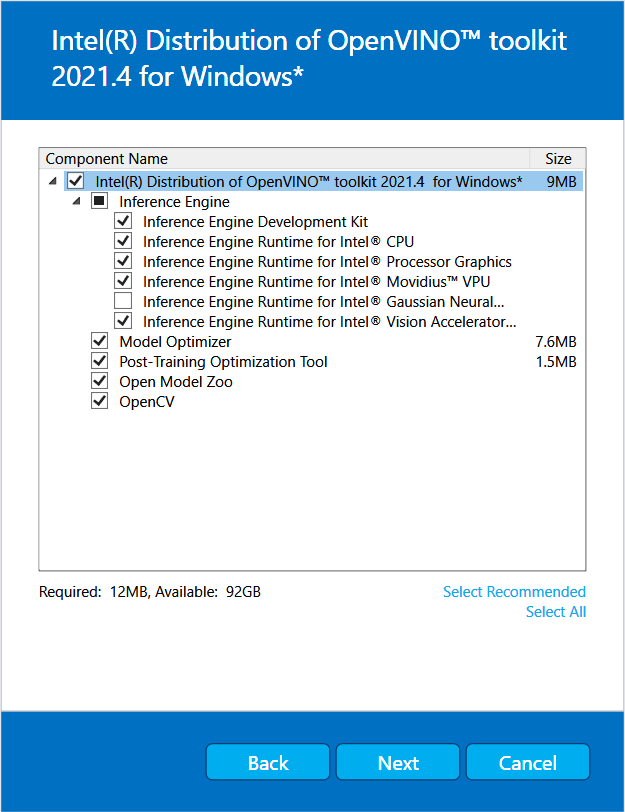 Intel(R) Distribution of OpenVINO™ toolkit
2021.4 for Windows*
Component Name Size
Intel(R) Distribution of OpenVINO™ toolkit 2021.4 for Windows* 9MB
Inference Engine
Inference Engine Development Kit
Inference Engine Runtime for Intel® CPU
Inference Engine Runtime for Intel® Processor Graphics
Inference Engine Runtime for Intel® Movidius™ VPU
Inference Engine Runtime for Intel® Gaussian Neural...
Inference Engine Runtime for Intel® Vision Accelerator...
Model Optimizer 7.6MB
Post-Training Optimization Tool 1.5MB
Open Model Zoo
OpenCV
Required: 12MB, Available: 92GB Select Recommended
Select All
Back Next Cancel